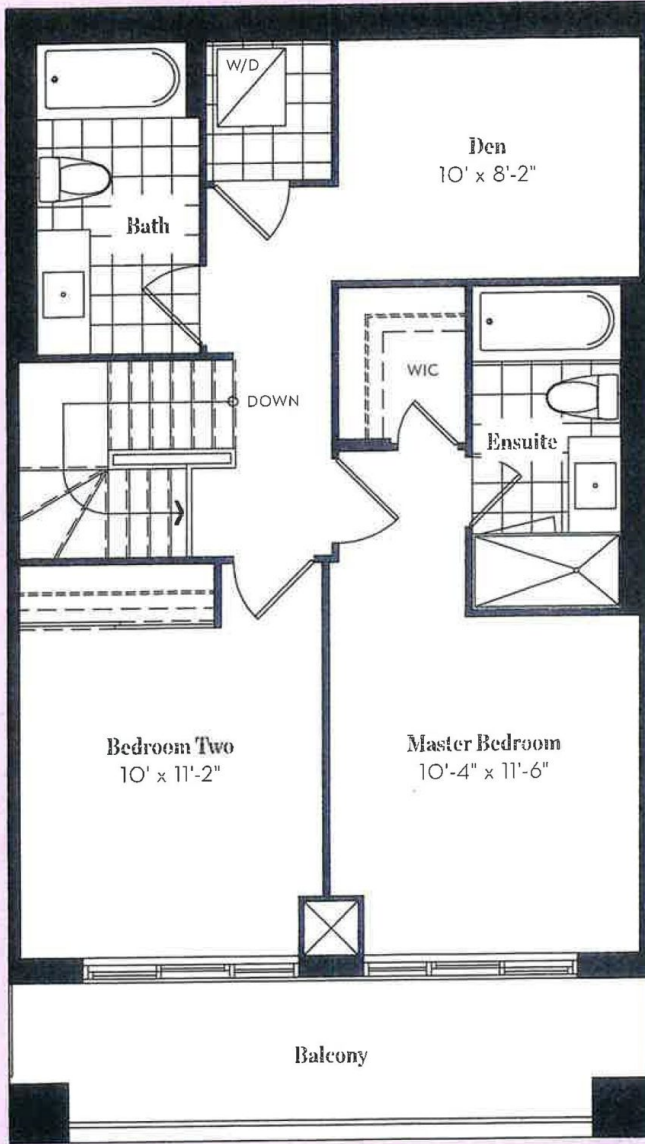 W/D
Den
10' x 8'-2"
Bath
WIC
DOWN
Ensuite
Bedroom Two
10' x 11'-2"
Master Bedroom
10'-4" x 11'-6"
Balcony